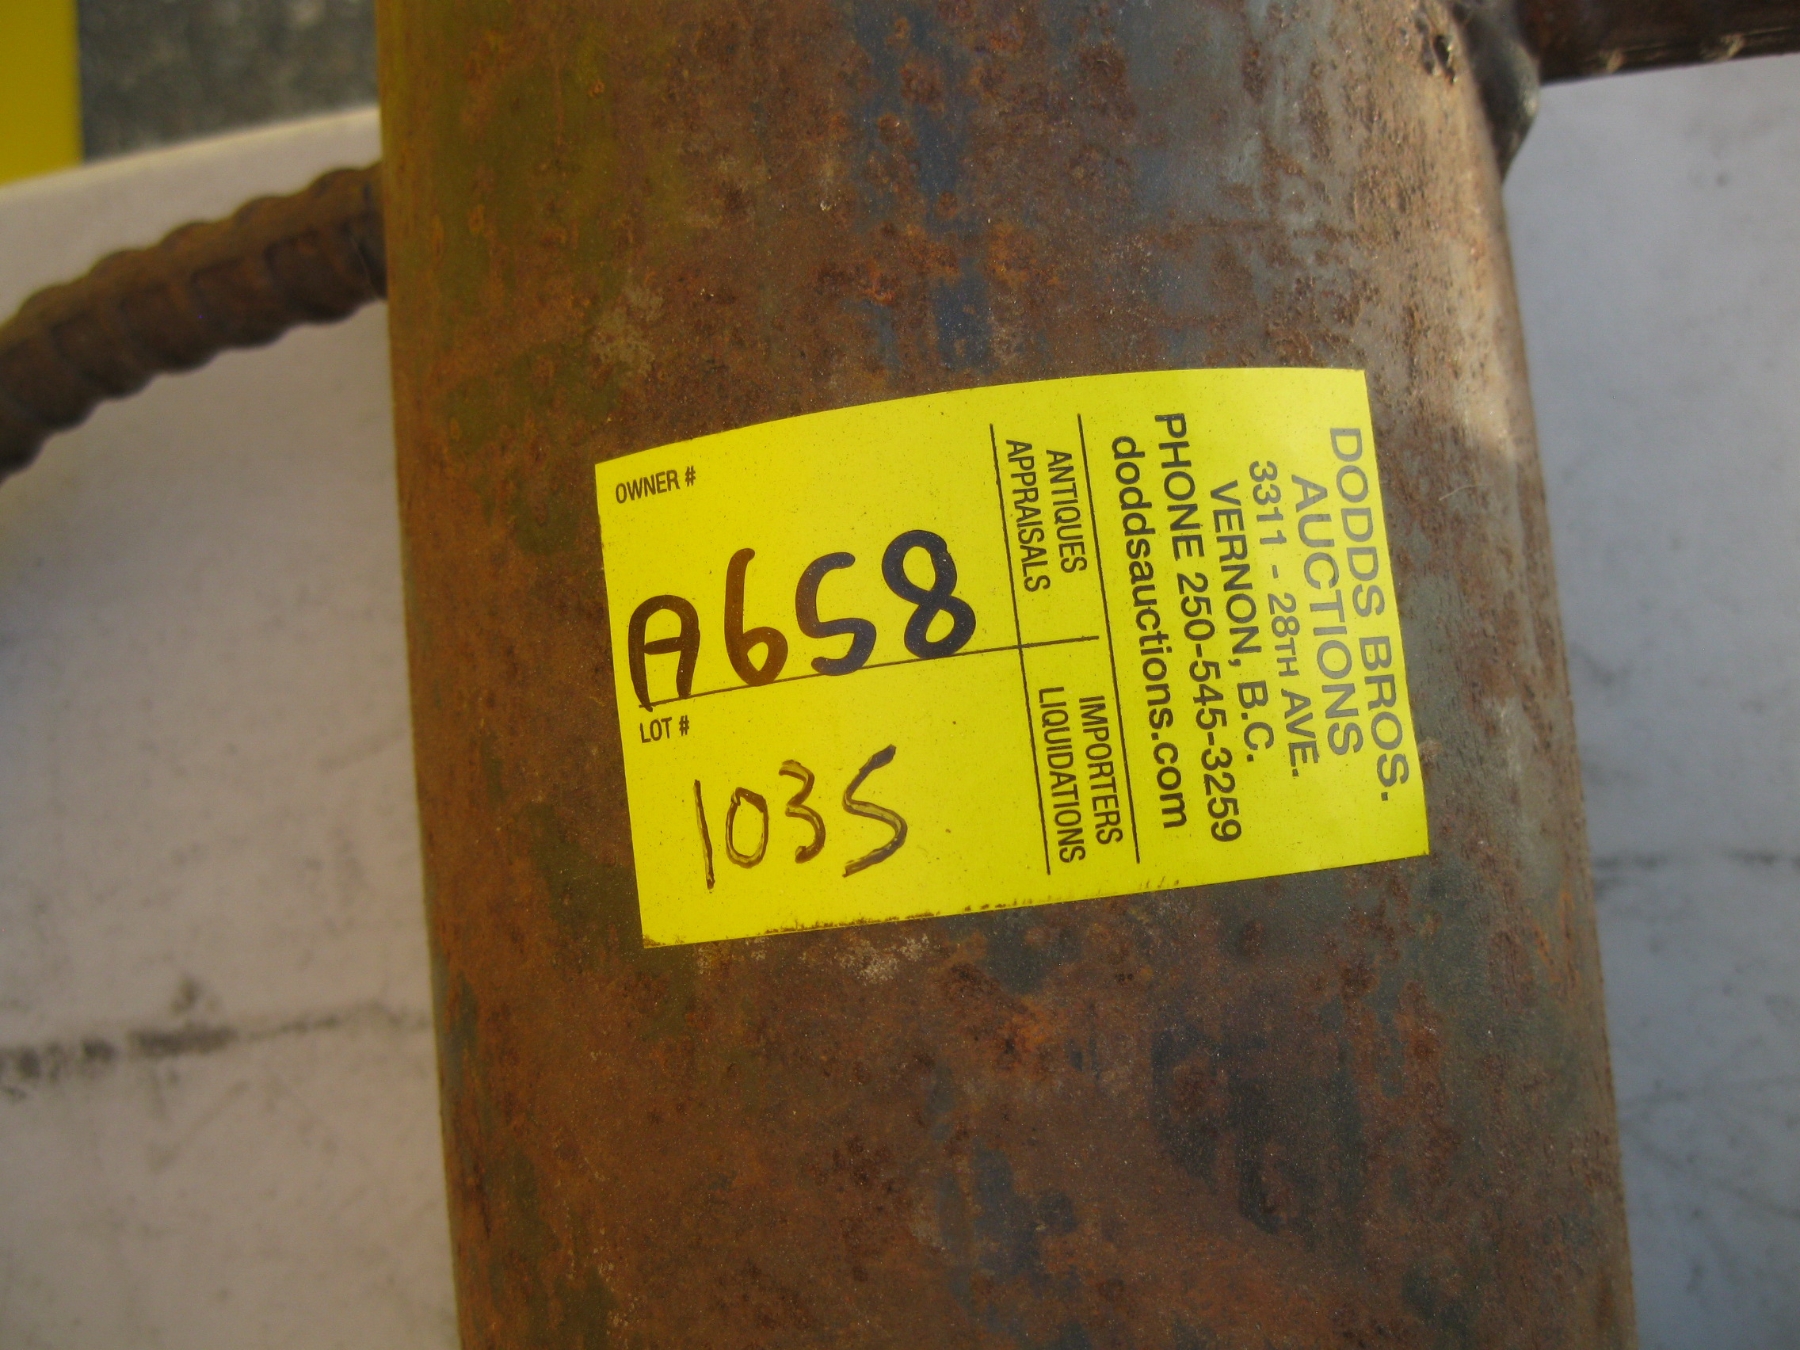 DODDS BROS.
AUCTIONS
3311 - 28TH AVE.
VERNON, B.C.
PHONE 250-545-3259
doddsauctions.com
ANTIQUES
APPRAISALS
IMPORTERS
LIQUIDATIONS
OWNER #
A658
LOT #
1035